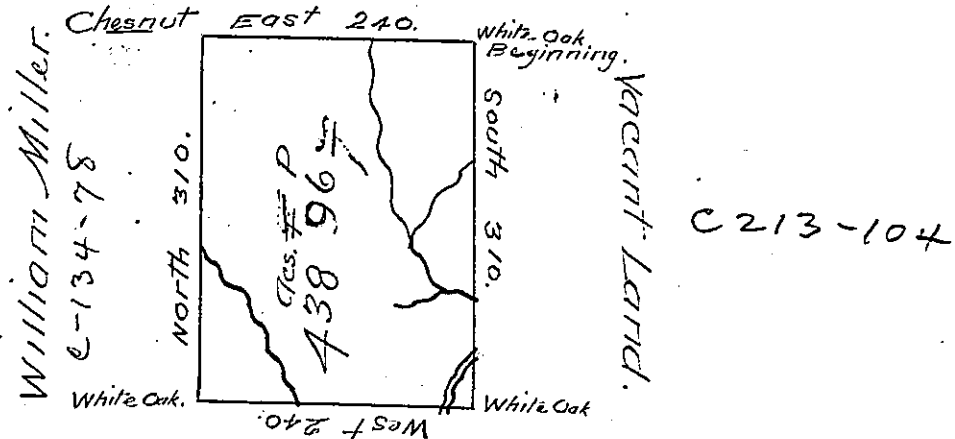 Chesnut East 240.
White-Oak
Beginning.
William Miller.
C-134-78
North 310.
Acs. P
438 96
South 310.
Vacant Land.
C213-104
White Oak.
West 240.
White Oak